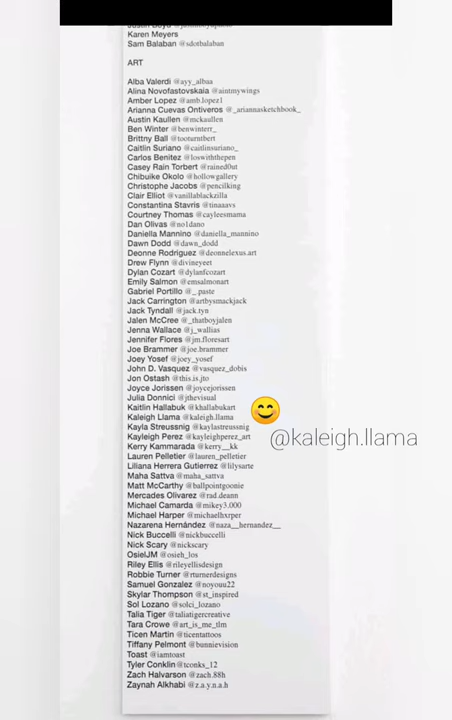 Karen Meyers
Sam Balaban @sdotbalaban
ART
Alba Valerdi @ayy_albaa
Alina Novofastovskaia @aintmywings
Amber Lopez @amb.lopez1
Arianna Cuevas Ontiveros @_ariannasketchbook_
Austin Kaullen @mckaullen
Ben Winter @benwinterr_
Brittny Ball @tooturntbert
Caitlin Suriano @caitlinsuriano_
Carlos Benitez @loswiththepen
Casey Rain Torbert @rained0ut
Chibuike Okolo @hollowgallery
Christophe Jacobs @pencilking
Clair Elliot @vanillablackzilla
Constantina Stavris @tinaaavs
Courtney Thomas @cayleesmama
Dan Olivas @no1dano
Daniella Mannino @daniella_mannino
Dawn Dodd @dawn_dodd
Deonne Rodriguez @deonnelexus.art
Drew Flynn @divineyeet
Dylan Cozart @dylanfcozart
Emily Salmon @emsalmonart
Gabriel Portillo @_.paste
Jack Carrington @artbysmackjack
Jack Tyndall @jack.tyn
Jalen McCree @_thatboyjalen
Jenna Wallace @j_wallias
Jennifer Flores @jm.floresart
Joe Brammer @joe.brammer
Joey Yosef @joey_yosef
John D. Vasquez @vasquez_dobis
Jon Ostash @this.is.jto
Joyce Jorissen @joycejorissen
Julia Donnici @jthevisual
Kaitlin Hallabuk @khallabukart
Kaleigh Llama @kaleigh.llama
Kayla Streussnig @kaylastreussnig
Kayleigh Perez @kayleighperez_art
@kaleigh.llama
Kerry Kammarada @kerry__kk
Lauren Pelletier @lauren_pelletier
Liliana Herrera Gutierrez @lilysarte
Maha Sattva @maha_sattva
Matt McCarthy @ballpointgoonie
Mercades Olivarez @rad.deann
Michael Camarda @mikey3.000
Michael Harper @michaelhxrper
Nazarena Hernández @naza__hernandez__
Nick Buccelli @nickbuccelli
Nick Scary @nickscary
OsielJM @osieh_los
Riley Ellis @rileyellisdesign
Robbie Turner @rturnerdesigns
Samuel Gonzalez @noyouu22
Skylar Thompson @st_inspired
Sol Lozano @solci_lozano
Talia Tiger @taliatigercreative
Tara Crowe @art_is_me_tlm
Ticen Martin @ticentattoos
Tiffany Pelmont @bunnievision
Toast @iamtoast
Tyler Conklin @tconks_12
Zach Halvarson @zach.88h
Zaynah Alkhabi @z.a.y.n.a.h